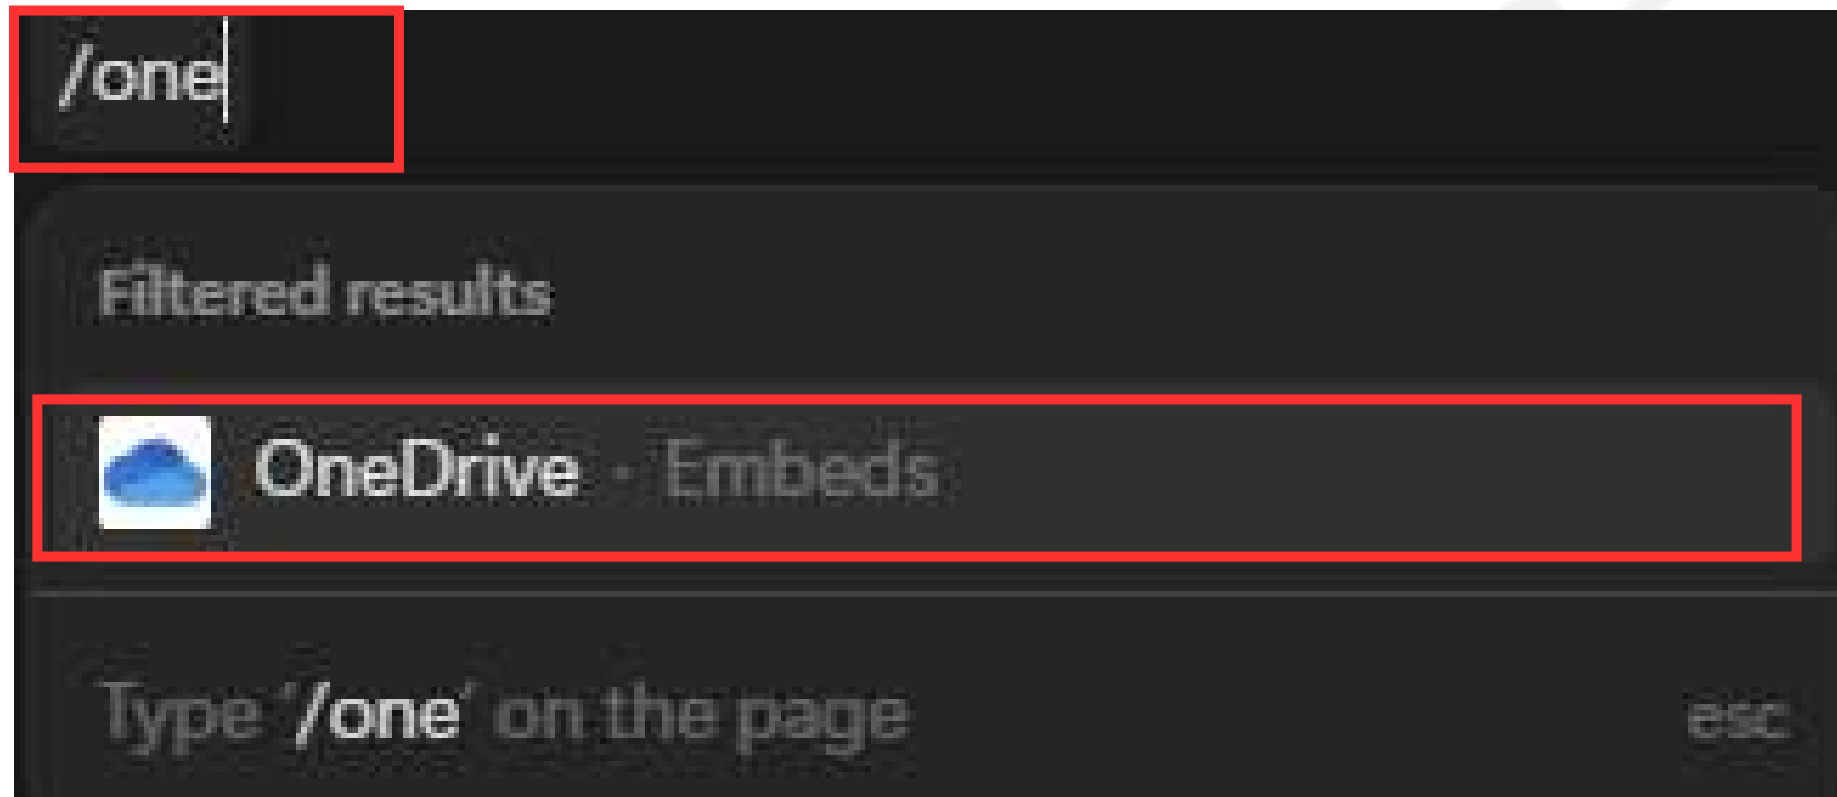 /one
Filtered results
OneDrive · Embeds
Type '/one' on the page esc